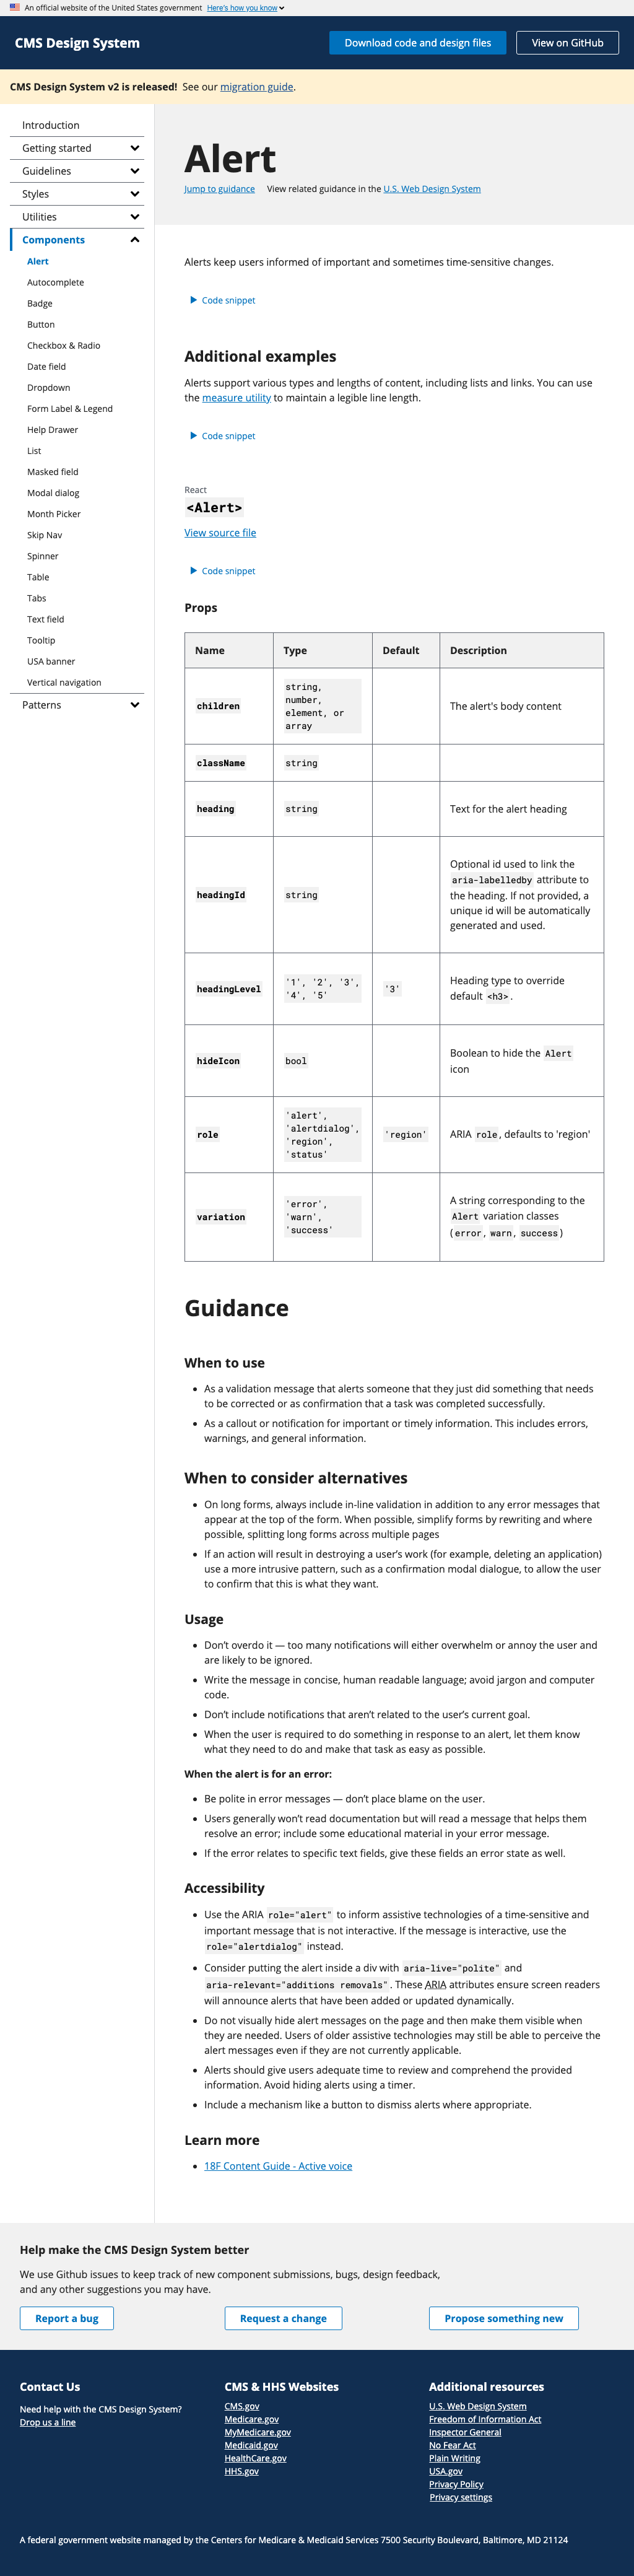 An official website of the United States government Here's how you know
CMS Design System
Download code and design files
View on GitHub
CMS Design System v2 is released! See our migration guide.
Introduction
Getting started
Guidelines
Styles
Utilities
Components
Alert
Autocomplete
Badge
Button
Checkbox & Radio
Date field
Dropdown
Form Label & Legend
Help Drawer
List
Masked field
Modal dialog
Month Picker
Skip Nav
Spinner
Table
Tabs
Text field
Tooltip
USA banner
Vertical navigation
Patterns
Alert
Jump to guidance View related guidance in the U.S. Web Design System
Alerts keep users informed of important and sometimes time-sensitive changes.
Code snippet
Additional examples
Alerts support various types and lengths of content, including lists and links. You can use
the measure utility to maintain a legible line length.
Code snippet
React
<Alert>
View source file
Code snippet
Props
Name Type Default Description
children
string,
number,
element, or
array
The alert's body content
className string
heading string Text for the alert heading
headingId string
Optional id used to link the
aria-labelledby attribute to
the heading. If not provided, a
unique id will be automatically
generated and used.
headingLevel
'1', '2', '3',
'4', '5'
'3'
Heading type to override
default <h3>.
hideIcon bool
Boolean to hide the Alert
icon
role
'alert',
'alertdialog',
'region',
'status'
'region'
ARIA role, defaults to 'region'
variation
'error',
'warn',
'success'
A string corresponding to the
Alert variation classes
(error, warn, success)
Guidance
When to use
• As a validation message that alerts someone that they just did something that needs
to be corrected or as confirmation that a task was completed successfully.
• As a callout or notification for important or timely information. This includes errors,
warnings, and general information.
When to consider alternatives
• On long forms, always include in-line validation in addition to any error messages that
appear at the top of the form. When possible, simplify forms by rewriting and where
possible, splitting long forms across multiple pages
• If an action will result in destroying a user's work (for example, deleting an application)
use a more intrusive pattern, such as a confirmation modal dialogue, to allow the user
to confirm that this is what they want.
Usage
• Don't overdo it — too many notifications will either overwhelm or annoy the user and
are likely to be ignored.
• Write the message in concise, human readable language; avoid jargon and computer
code.
• Don't include notifications that aren't related to the user's current goal.
• When the user is required to do something in response to an alert, let them know
what they need to do and make that task as easy as possible.
When the alert is for an error:
• Be polite in error messages — don't place blame on the user.
• Users generally won't read documentation but will read a message that helps them
resolve an error; include some educational material in your error message.
• If the error relates to specific text fields, give these fields an error state as well.
Accessibility
• Use the ARIA role="alert" to inform assistive technologies of a time-sensitive and
important message that is not interactive. If the message is interactive, use the
role="alertdialog" instead.
• Consider putting the alert inside a div with aria-live="polite" and
aria-relevant="additions removals". These ARIA attributes ensure screen readers
will announce alerts that have been added or updated dynamically.
• Do not visually hide alert messages on the page and then make them visible when
they are needed. Users of older assistive technologies may still be able to perceive the
alert messages even if they are not currently applicable.
• Alerts should give users adequate time to review and comprehend the provided
information. Avoid hiding alerts using a timer.
• Include a mechanism like a button to dismiss alerts where appropriate.
Learn more
• 18F Content Guide - Active voice
Help make the CMS Design System better
We use Github issues to keep track of new component submissions, bugs, design feedback,
and any other suggestions you may have.
Report a bug
Request a change
Propose something new
Contact Us
Need help with the CMS Design System?
Drop us a line
CMS & HHS Websites
CMS.gov
Medicare.gov
MyMedicare.gov
Medicaid.gov
HealthCare.gov
HHS.gov
Additional resources
U.S. Web Design System
Freedom of Information Act
Inspector General
No Fear Act
Plain Writing
USA.gov
Privacy Policy
Privacy settings
A federal government website managed by the Centers for Medicare & Medicaid Services 7500 Security Boulevard, Baltimore, MD 21124